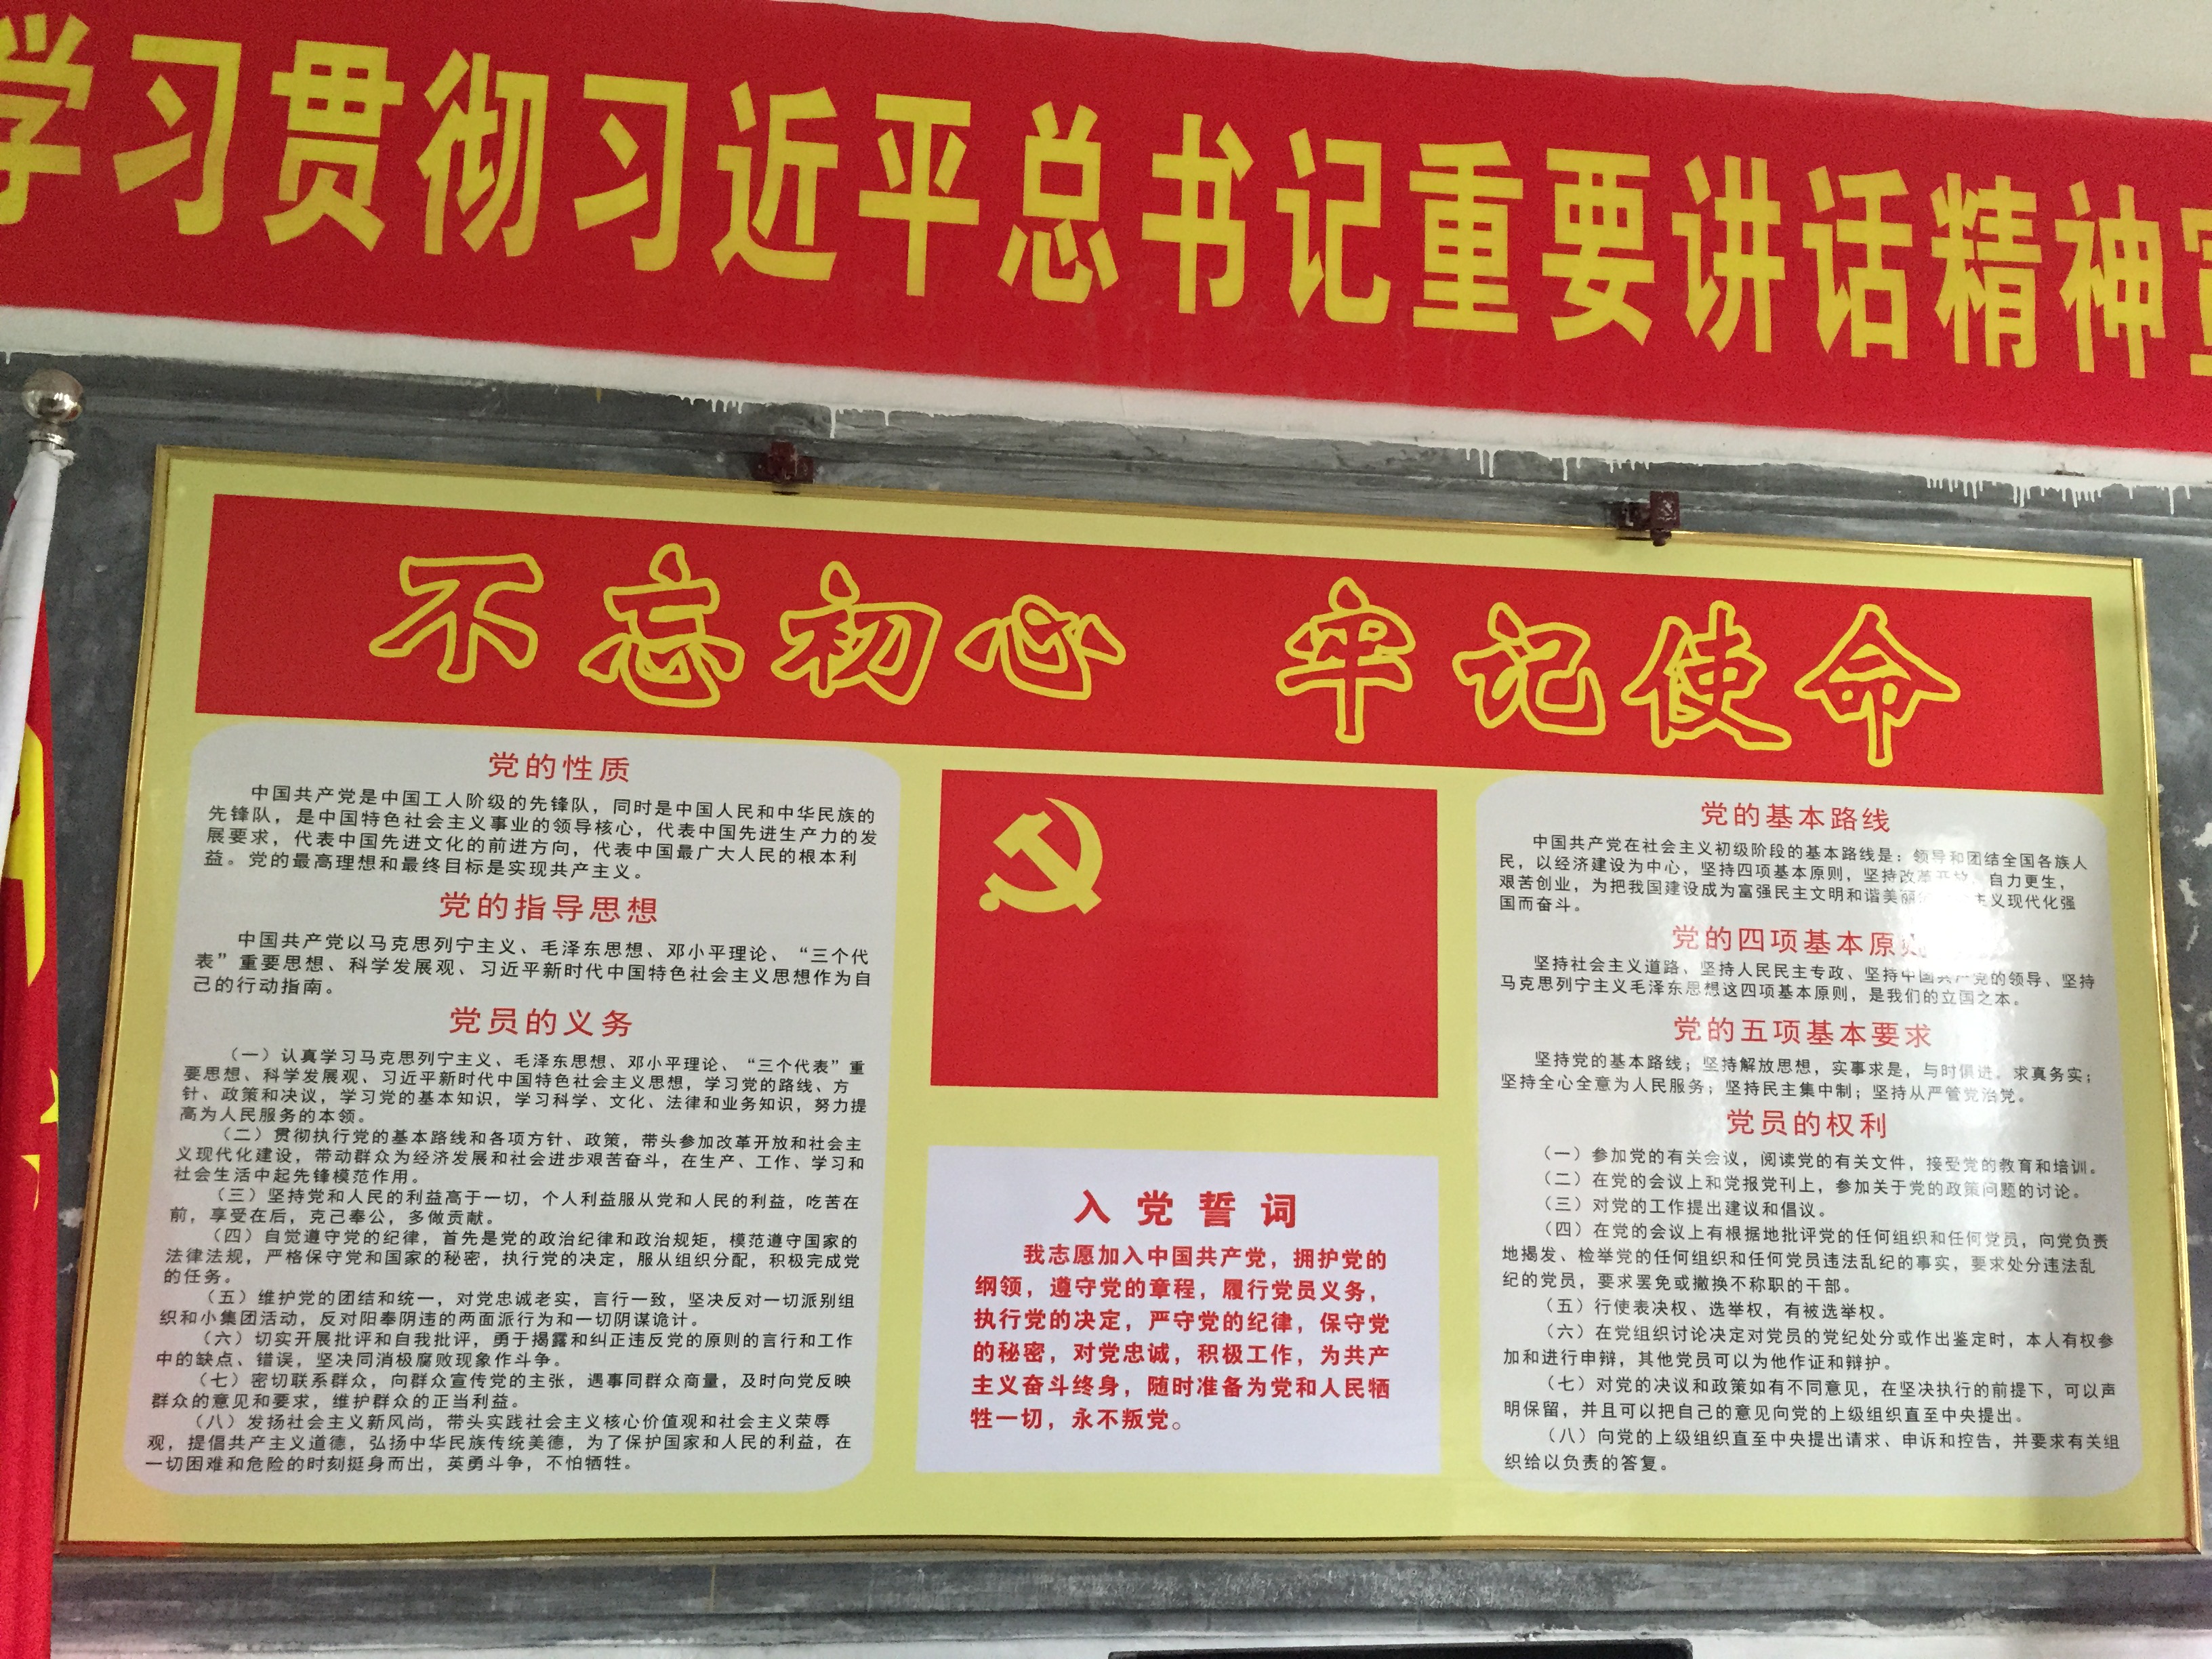 学习贯彻习近平总书记重要讲话精神
不忘初心 牢记使命
党的性质
中国共产党是中国工人阶级的先锋队，同时是中国人民和中华民族的
先锋队，是中国特色社会主义事业的领导核心，代表中国先进生产力的发
展要求，代表中国先进文化的前进方向，代表中国最广大人民的根本利
益。党的最高理想和最终目标是实现共产主义。
党的指导思想
中国共产党以马克思列宁主义、毛泽东思想、邓小平理论、“三个代
表”重要思想、科学发展观、习近平新时代中国特色社会主义思想作为自
己的行动指南。
党员的义务
（一）认真学习马克思列宁主义、毛泽东思想、邓小平理论、“三个代表”重
要思想、科学发展观、习近平新时代中国特色社会主义思想，学习党的路线、方
针、政策和决议，学习党的基本知识，学习科学、文化、法律和业务知识，努力提
高为人民服务的本领。
（二）贯彻执行党的基本路线和各项方针、政策，带头参加改革开放和社会主
义现代化建设，带动群众为经济发展和社会进步艰苦奋斗，在生产、工作、学习和
社会生活中起先锋模范作用。
（三）坚持党和人民的利益高于一切，个人利益服从党和人民的利益，吃苦在
前，享受在后，克己奉公，多做贡献。
（四）自觉遵守党的纪律，首先是党的政治纪律和政治规矩，模范遵守国家的
法律法规，严格保守党和国家的秘密，执行党的决定，服从组织分配，积极完成党
的任务。
（五）维护党的团结和统一，对党忠诚老实，言行一致，坚决反对一切派别组
织和小集团活动，反对阳奉阴违的两面派行为和一切阴谋诡计。
（六）切实开展批评和自我批评，勇于揭露和纠正违反党的原则的言行和工作
中的缺点、错误，坚决同消极腐败现象作斗争。
（七）密切联系群众，向群众宣传党的主张，遇事同群众商量，及时向党反映
群众的意见和要求，维护群众的正当利益。
（八）发扬社会主义新风尚，带头实践社会主义核心价值观和社会主义荣辱
观，提倡共产主义道德，弘扬中华民族传统美德，为了保护国家和人民的利益，在
一切困难和危险的时刻挺身而出，英勇斗争，不怕牺牲。
入党誓词
我志愿加入中国共产党，拥护党的
纲领，遵守党的章程，履行党员义务，
执行党的决定，严守党的纪律，保守党
的秘密，对党忠诚，积极工作，为共产
主义奋斗终身，随时准备为党和人民牺
牲一切，永不叛党。
党的基本路线
中国共产党在社会主义初级阶段的基本路线是：领导和团结全国各族人
民，以经济建设为中心，坚持四项基本原则，坚持改革开放，自力更生，
艰苦创业，为把我国建设成为富强民主文明和谐美丽 主义现代化强
国而奋斗。
党的四项基本原则
坚持社会主义道路、坚持人民民主专政、坚持中国共产党的领导、坚持
马克思列宁主义毛泽东思想这四项基本原则，是我们的立国之本。
党的五项基本要求
坚持党的基本路线；坚持解放思想，实事求是，与时俱进，求真务实；
坚持全心全意为人民服务；坚持民主集中制；坚持从严管党治党。
党员的权利
（一）参加党的有关会议，阅读党的有关文件，接受党的教育和培训。
（二）在党的会议上和党报党刊上，参加关于党的政策问题的讨论。
（三）对党的工作提出建议和倡议。
（四）在党的会议上有根据地批评党的任何组织和任何党员，向党负责
地揭发、检举党的任何组织和任何党员违法乱纪的事实，要求处分违法乱
纪的党员，要求罢免或撤换不称职的干部。
（五）行使表决权、选举权，有被选举权。
（六）在党组织讨论决定对党员的党纪处分或作出鉴定时，本人有权参
加和进行申辩，其他党员可以为他作证和辩护。
（七）对党的决议和政策如有不同意见，在坚决执行的前提下，可以声
明保留，并且可以把自己的意见向党的上级组织直至中央提出。
（八）向党的上级组织直至中央提出请求、申诉和控告，并要求有关组
织给以负责的答复。